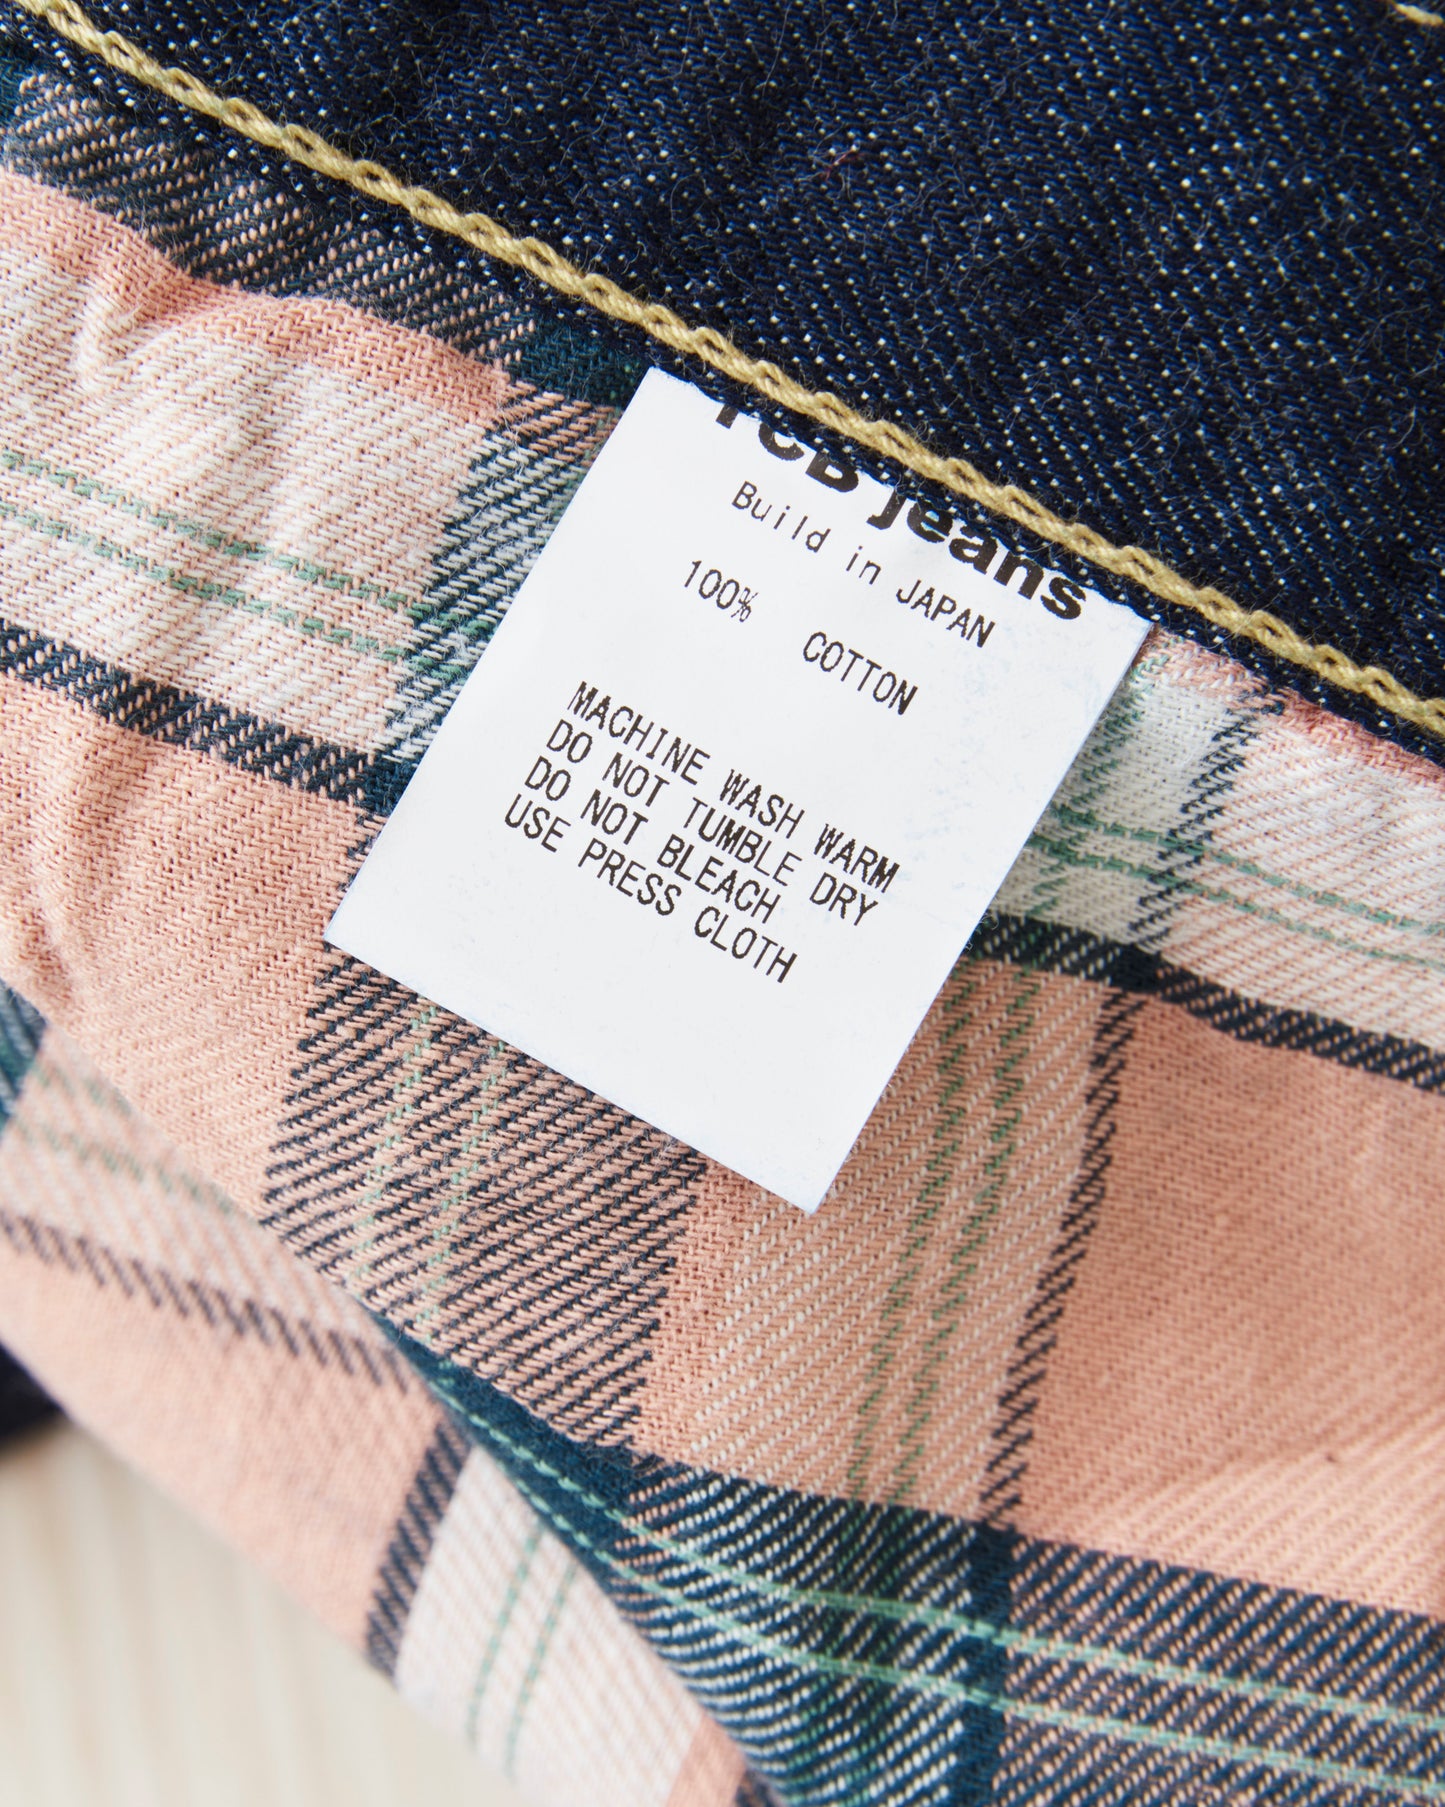 TCB jeans
Build in JAPAN
100% COTTON
MACHINE WASH WARM
DO NOT TUMBLE DRY
DO NOT BLEACH
USE PRESS CLOTH